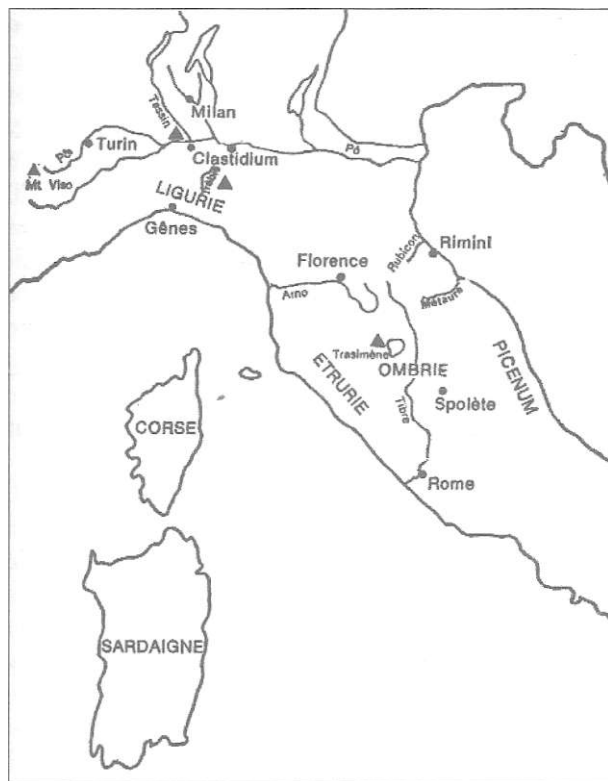 Tessin
Milan
Pô
Turin
Clastidium
Pô
Mt. Viso
Trébie
LIGURIE
Gênes
Rubicon
Rimini
Florence
Arno
Métaure
Trasimène
OMBRIE
PICENUM
ETRURIE
Tibre
Spolète
CORSE
Rome
SARDAIGNE